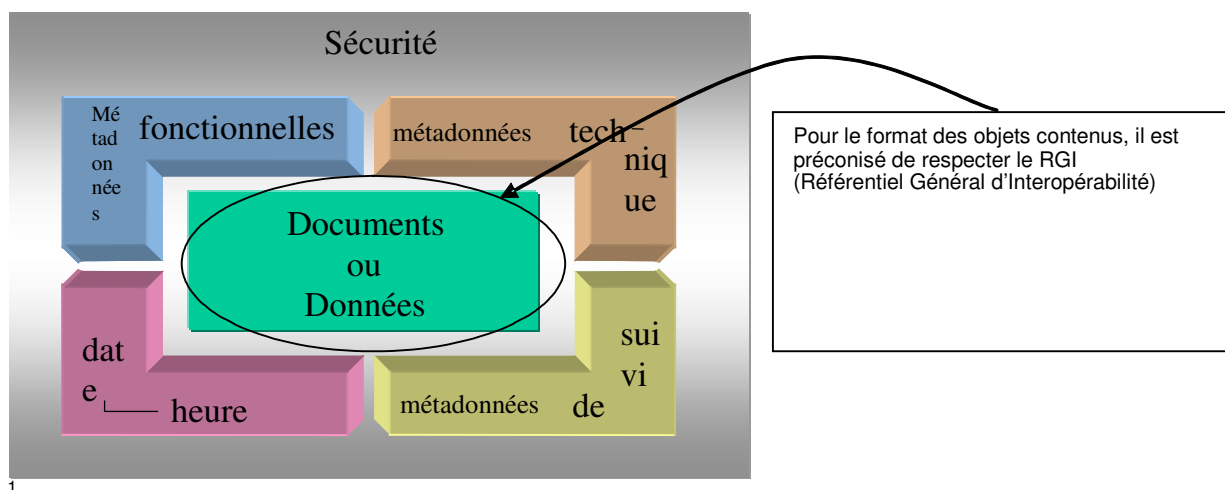 Sécurité
Mé
tad
on
née
s
fonctionnelles
métadonnées
tech-
niq
ue
Documents
ou
Données
dat
e
heure
métadonnées
de
sui
vi
Pour le format des objets contenus, il est
préconisé de respecter le RGI
(Référentiel Général d’Interopérabilité)
1